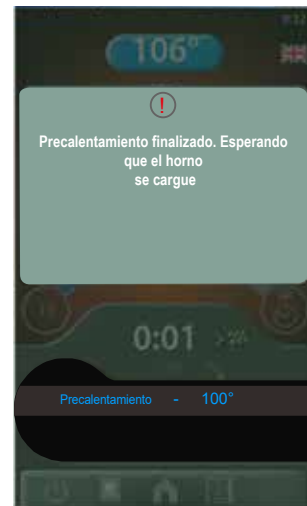 106°
Precalentamiento finalizado. Esperando
que el horno
se cargue
0:01
Precalentamiento - 100°